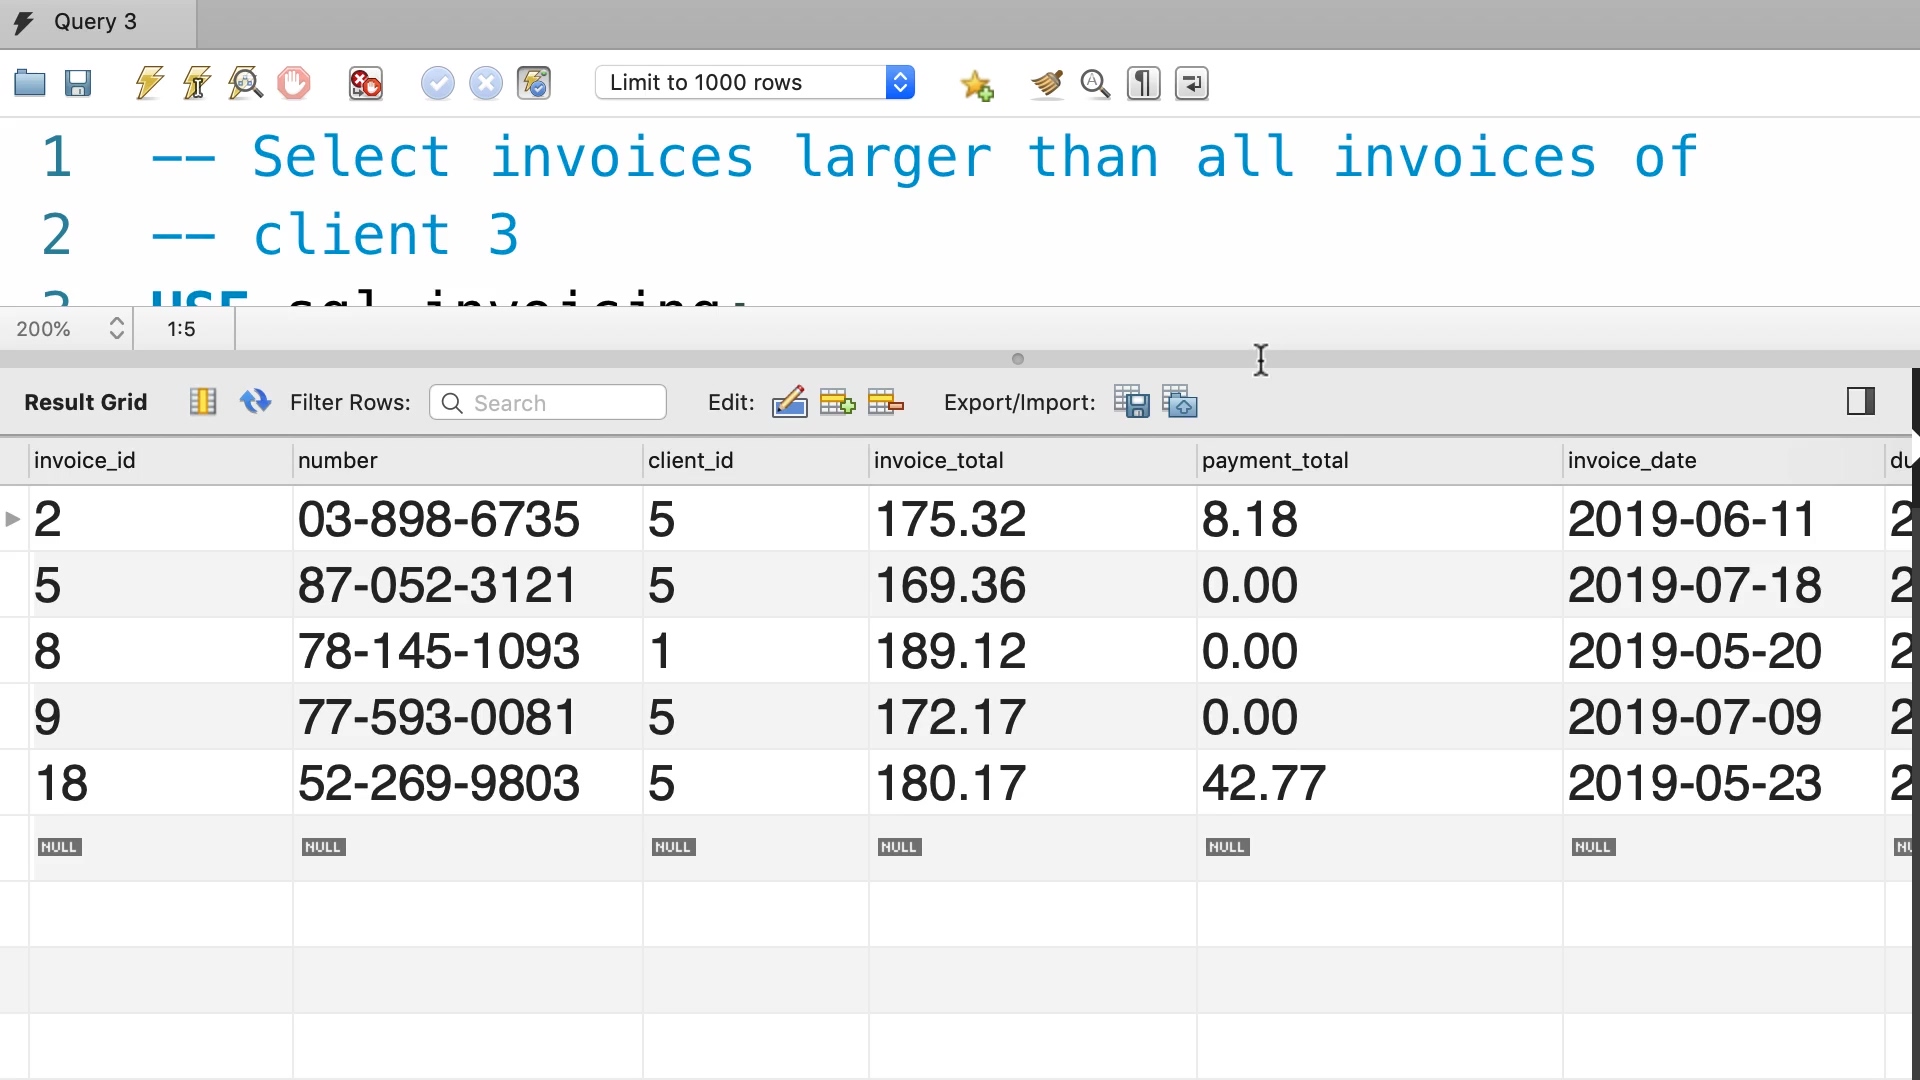 Query 3
Limit to 1000 rows
1 -- Select invoices larger than all invoices of
2 -- client 3
3 USE sql_invoicing;
200% 1:5
Result Grid Filter Rows: Search Edit: Export/Import:
invoice_id number client_id invoice_total payment_total invoice_date du
2 03-898-6735 5 175.32 8.18 2019-06-11 2
5 87-052-3121 5 169.36 0.00 2019-07-18 2
8 78-145-1093 1 189.12 0.00 2019-05-20 2
9 77-593-0081 5 172.17 0.00 2019-07-09 2
18 52-269-9803 5 180.17 42.77 2019-05-23 2
NULL NULL NULL NULL NULL NULL NU